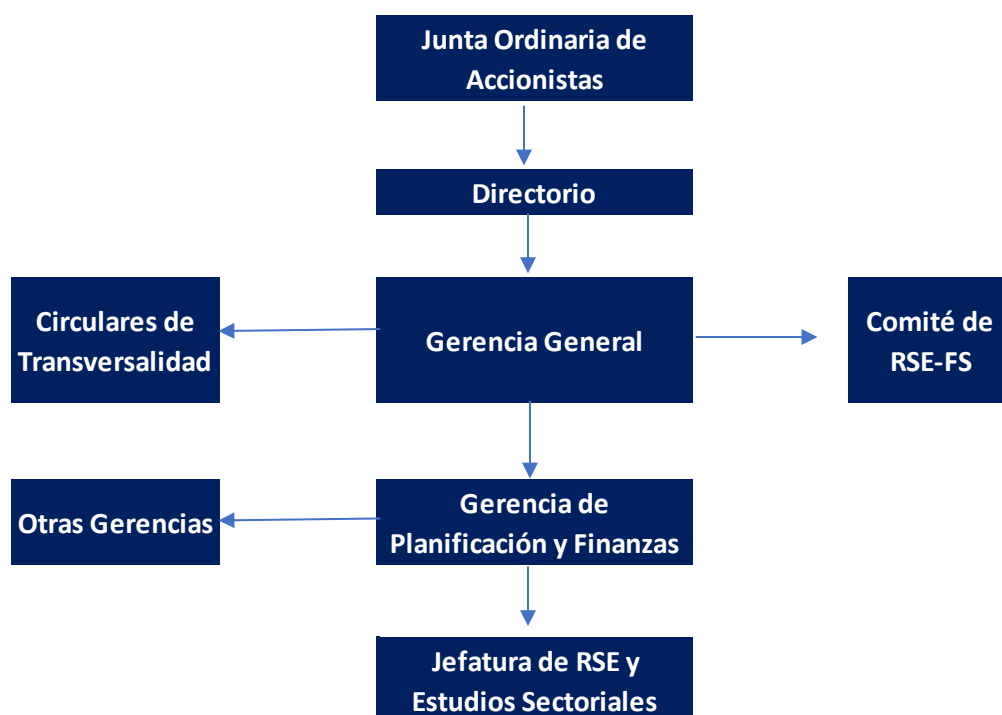 Junta Ordinaria de
Accionistas
Directorio
Circulares de
Transversalidad
Gerencia General
Comité de
RSE-FS
Otras Gerencias
Gerencia de
Planificación y Finanzas
Jefatura de RSE y
Estudios Sectoriales